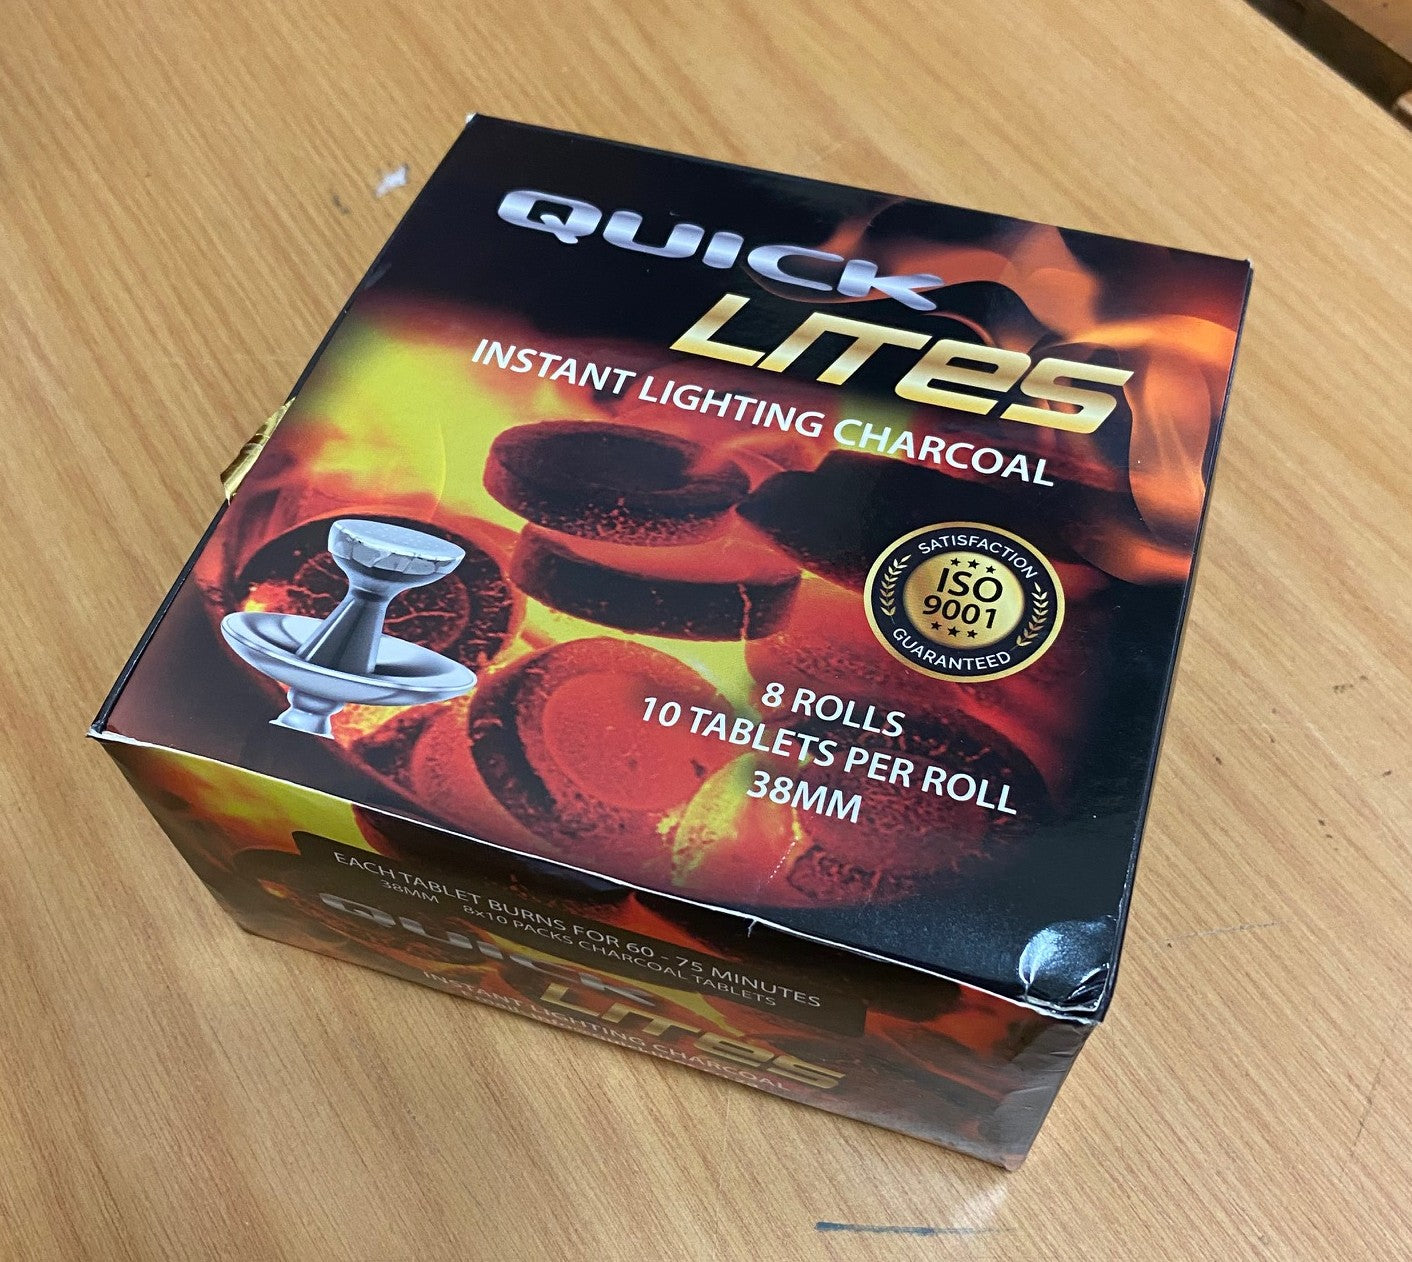 QUICK
LITES
INSTANT LIGHTING CHARCOAL
SATISFACTION
ISO
9001
GUARANTEED
8 ROLLS
10 TABLETS PER ROLL
38MM
EACH TABLET BURNS FOR 60 - 75 MINUTES
38MM 8x10 PACKS CHARCOAL TABLETS
QUICK
LITES
INSTANT LIGHTING CHARCOAL